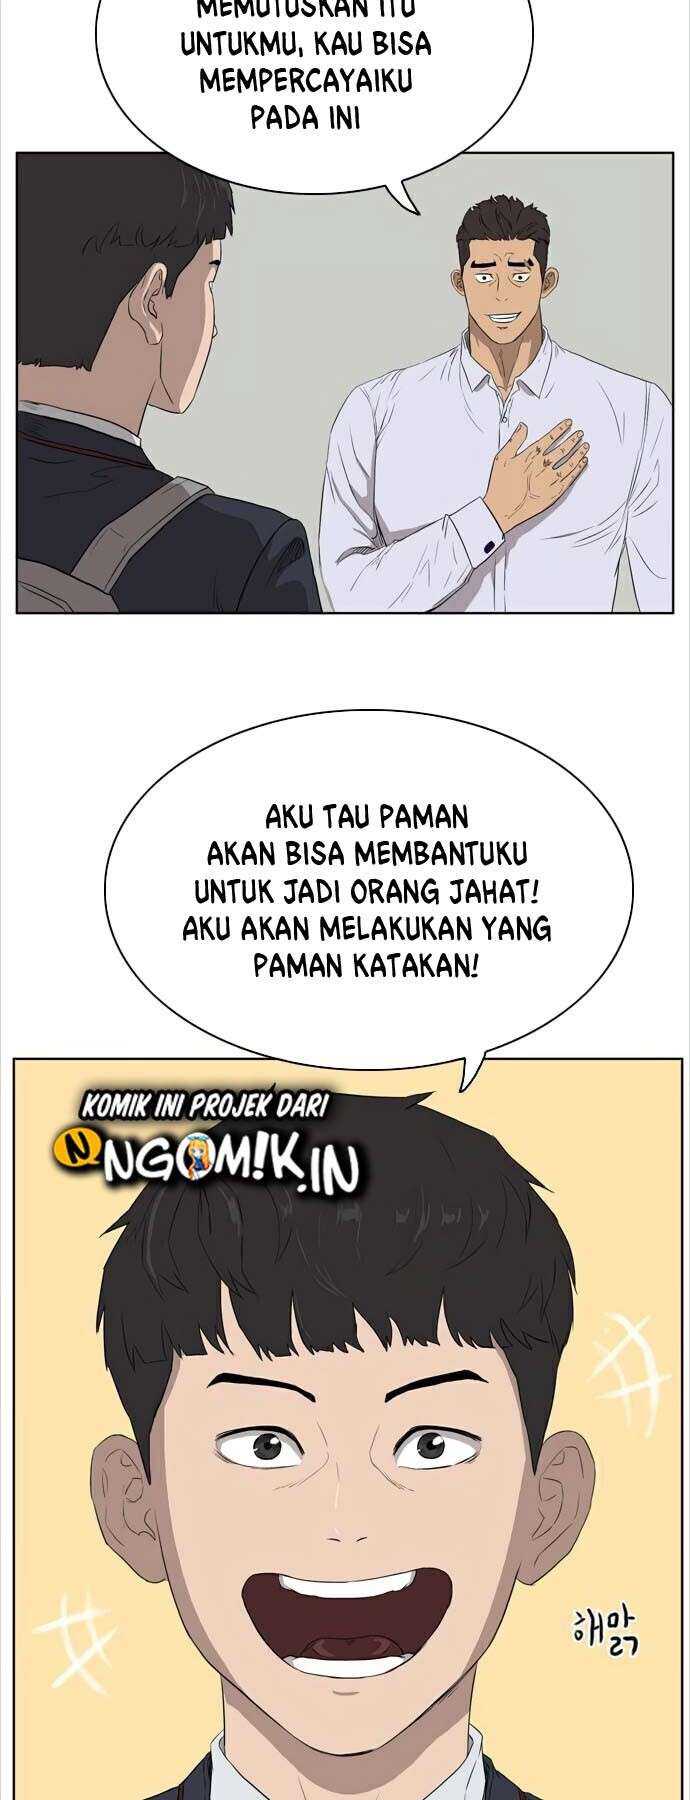 MEMUTUSKAN ITU
UNTUKMU, KAU BISA
MEMPERCAYAIKU
PADA INI
AKU TAU PAMAN
AKAN BISA MEMBANTUKU
UNTUK JADI ORANG JAHAT!
AKU AKAN MELAKUKAN YANG
PAMAN KATAKAN!
KOMIK INI PROJEK DARI
N NGOMIK.IN
해맑